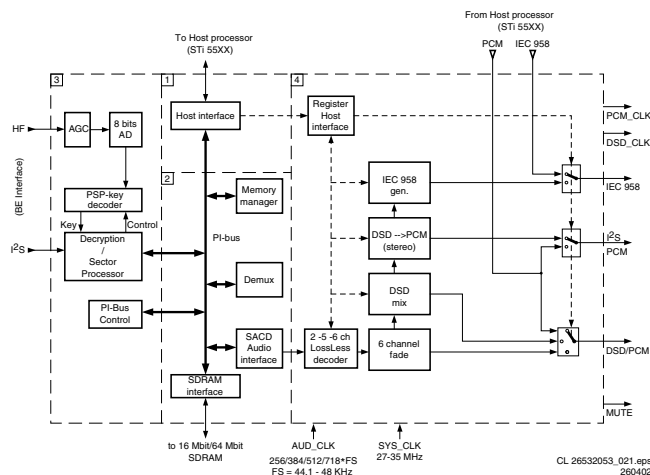 From Host processor
(STi 55XX)
To Host processor
(STi 55XX)
PCM
IEC 958
3
1
4
HF
AGC
8 bits
AD
Host interface
Register
Host
interface
PCM_CLK
DSD_CLK
(BE Interface)
2
PSP-key
decoder
Memory
manager
IEC 958
gen.
IEC 958
Key
Control
PI-bus
I2S
Decryption
/
Sector
Processor
DSD -->PCM
(stereo)
I2S
PCM
Demux
DSD
mix
PI-Bus
Control
SACD
Audio
interface
2 -5 -6 ch
LossLess
decoder
6 channel
fade
DSD/PCM
SDRAM
interface
MUTE
to 16 Mbit/64 Mbit
SDRAM
AUD_CLK
256/384/512/718*FS
FS = 44.1 - 48 KHz
SYS_CLK
27-35 MHz
CL 26532053_021.eps
260402